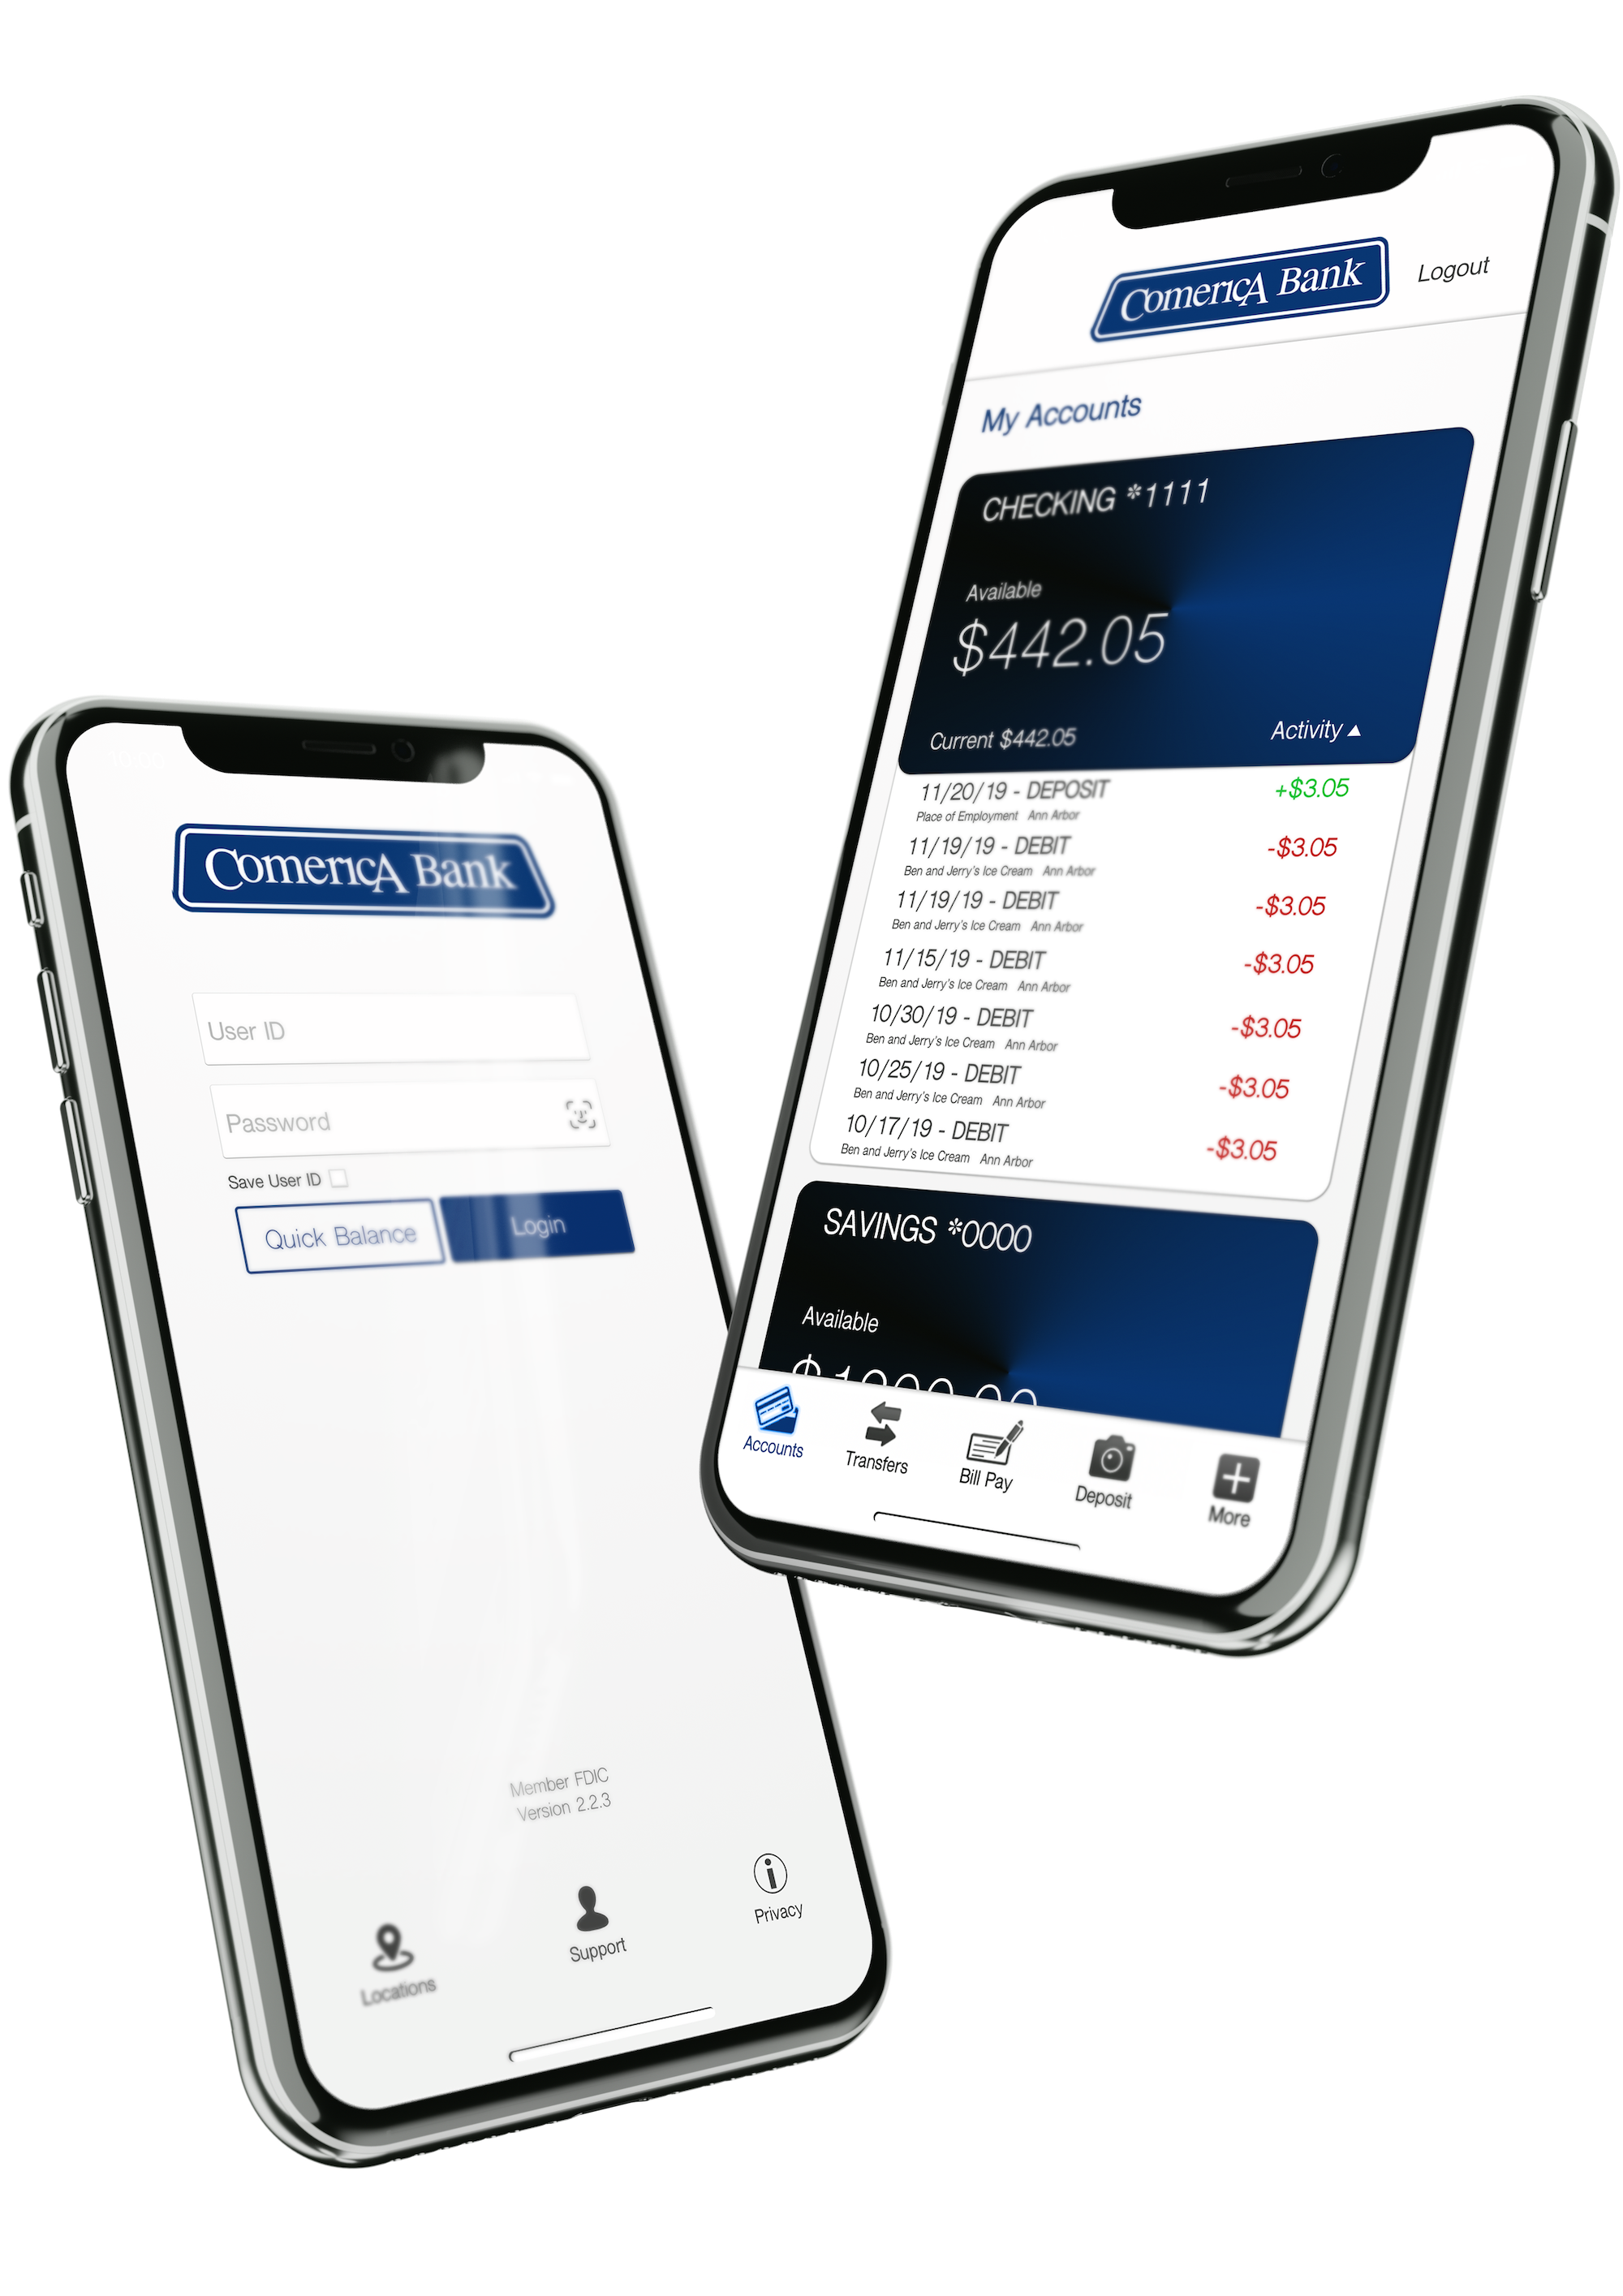 ComericA Bank
User ID
Password
Save User ID
Quick Balance
Login
Member FDIC
Version 2.2.3
Locations
Support
Privacy
ComericA Bank
Logout
My Accounts
CHECKING *1111
Available
$442.05
Current $442.05
Activity ▲
11/20/19 - DEPOSIT +$3.05
Place of Employment Ann Arbor
11/19/19 - DEBIT -$3.05
Ben and Jerry's Ice Cream Ann Arbor
11/19/19 - DEBIT -$3.05
Ben and Jerry's Ice Cream Ann Arbor
11/15/19 - DEBIT -$3.05
Ben and Jerry's Ice Cream Ann Arbor
10/30/19 - DEBIT -$3.05
Ben and Jerry's Ice Cream Ann Arbor
10/25/19 - DEBIT -$3.05
Ben and Jerry's Ice Cream Ann Arbor
10/17/19 - DEBIT -$3.05
Ben and Jerry's Ice Cream Ann Arbor
SAVINGS *0000
Available
Accounts
Transfers
Bill Pay
Deposit
More